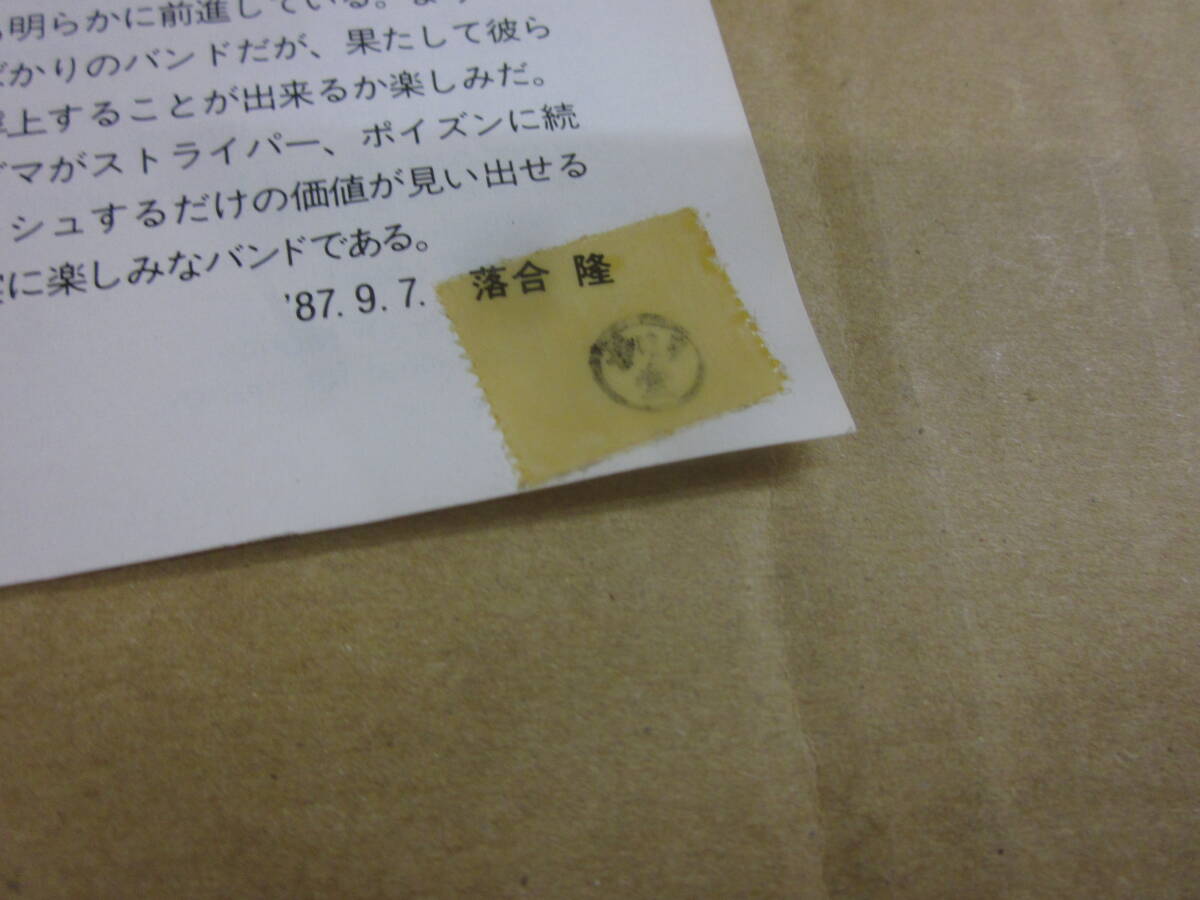 明らかに前進している。
かりのバンドだが、果たして彼ら
上することが出来るか楽しみだ。
マがストライパー、ポイズンに続
シュするだけの価値が見い出せる
に楽しみなバンドである。
'87. 9. 7. 落合 隆